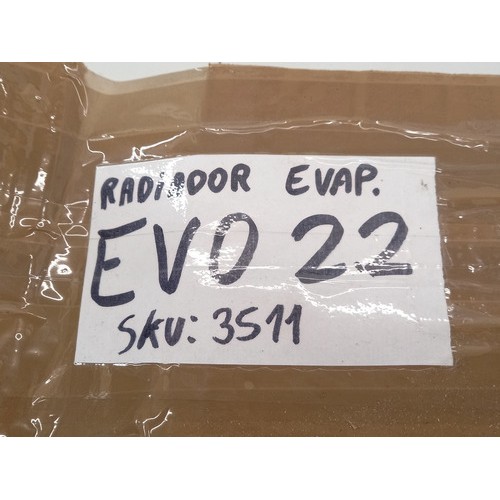 RADIADOR EVAP.
EVO 22
SKU: 3511